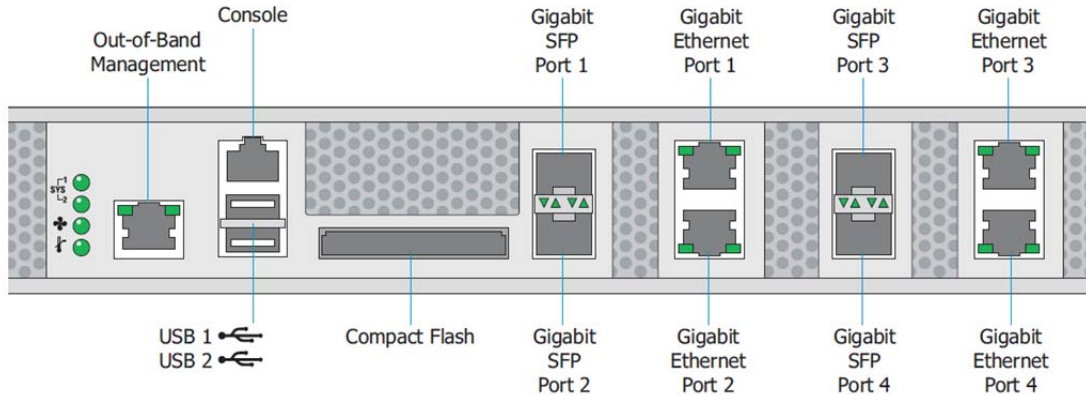 Console
Out-of-Band
Management
Gigabit
SFP
Port 1
Gigabit
Ethernet
Port 1
Gigabit
SFP
Port 3
Gigabit
Ethernet
Port 3
SYS
1
2
USB 1
USB 2
Compact Flash
Gigabit
SFP
Port 2
Gigabit
Ethernet
Port 2
Gigabit
SFP
Port 4
Gigabit
Ethernet
Port 4